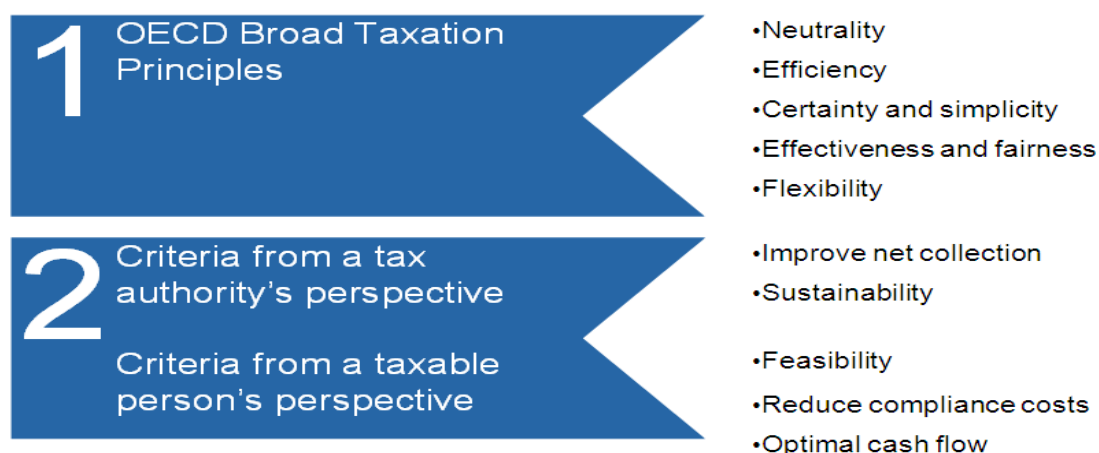 1
OECD Broad Taxation
Principles
•Neutrality
•Efficiency
•Certainty and simplicity
•Effectiveness and fairness
•Flexibility
2
Criteria from a tax
authority's perspective
•Improve net collection
•Sustainability
Criteria from a taxable
person's perspective
•Feasibility
•Reduce compliance costs
•Optimal cash flow